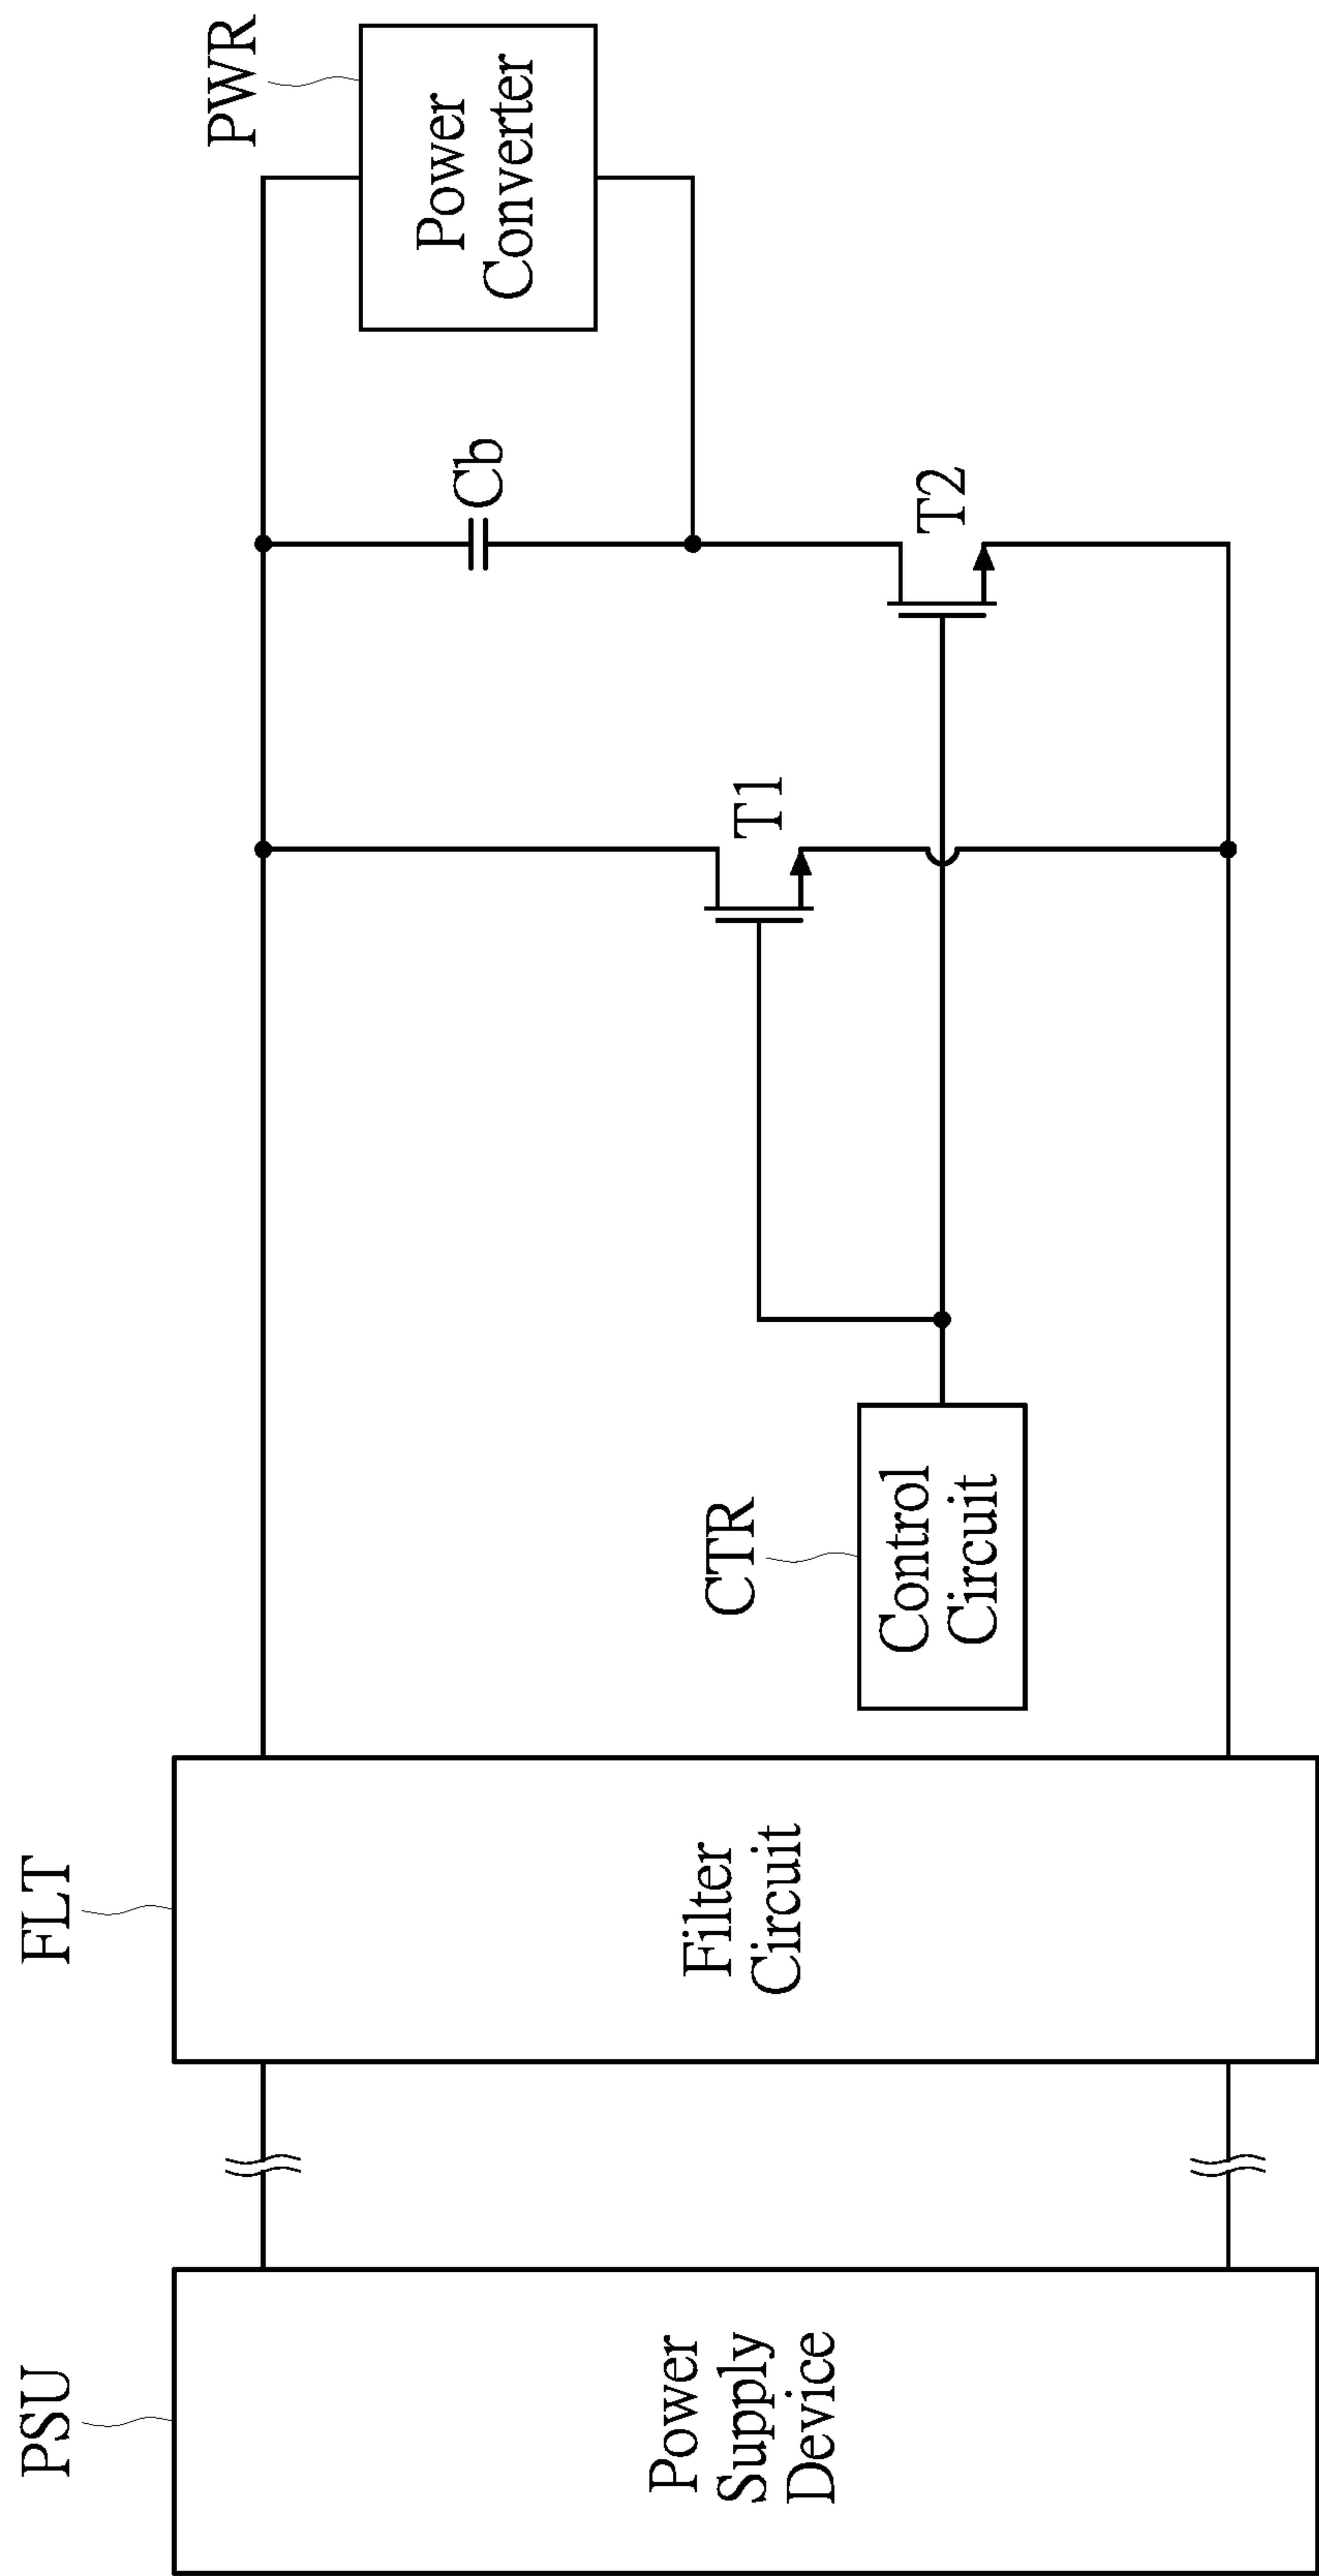 PSU
Power
Supply
Device
FLT
Filter
Circuit
CTR
Control
Circuit
T1
T2
Cb
PWR
Power
Converter